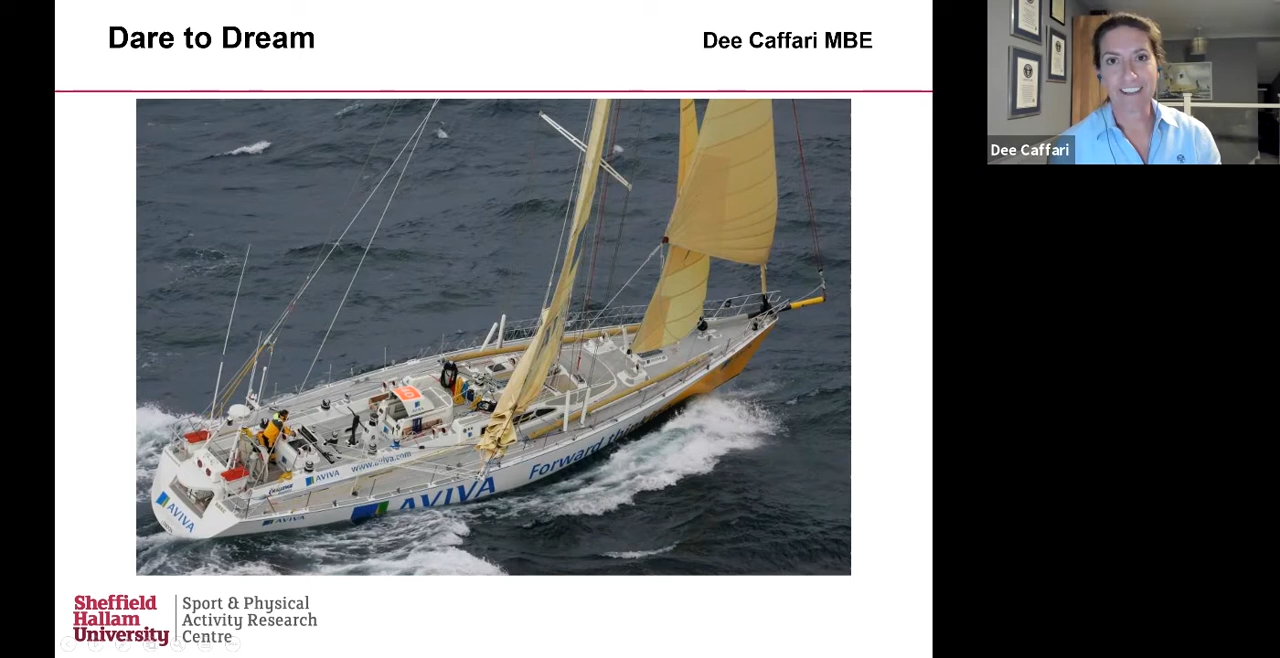 Dare to Dream
Dee Caffari MBE
Dee Caffari
www.aviva.com
AVIVA
Forward
AVIVA
AVIVA
AVIVA
Sheffield
Hallam
University
Sport & Physical
Activity Research
Centre